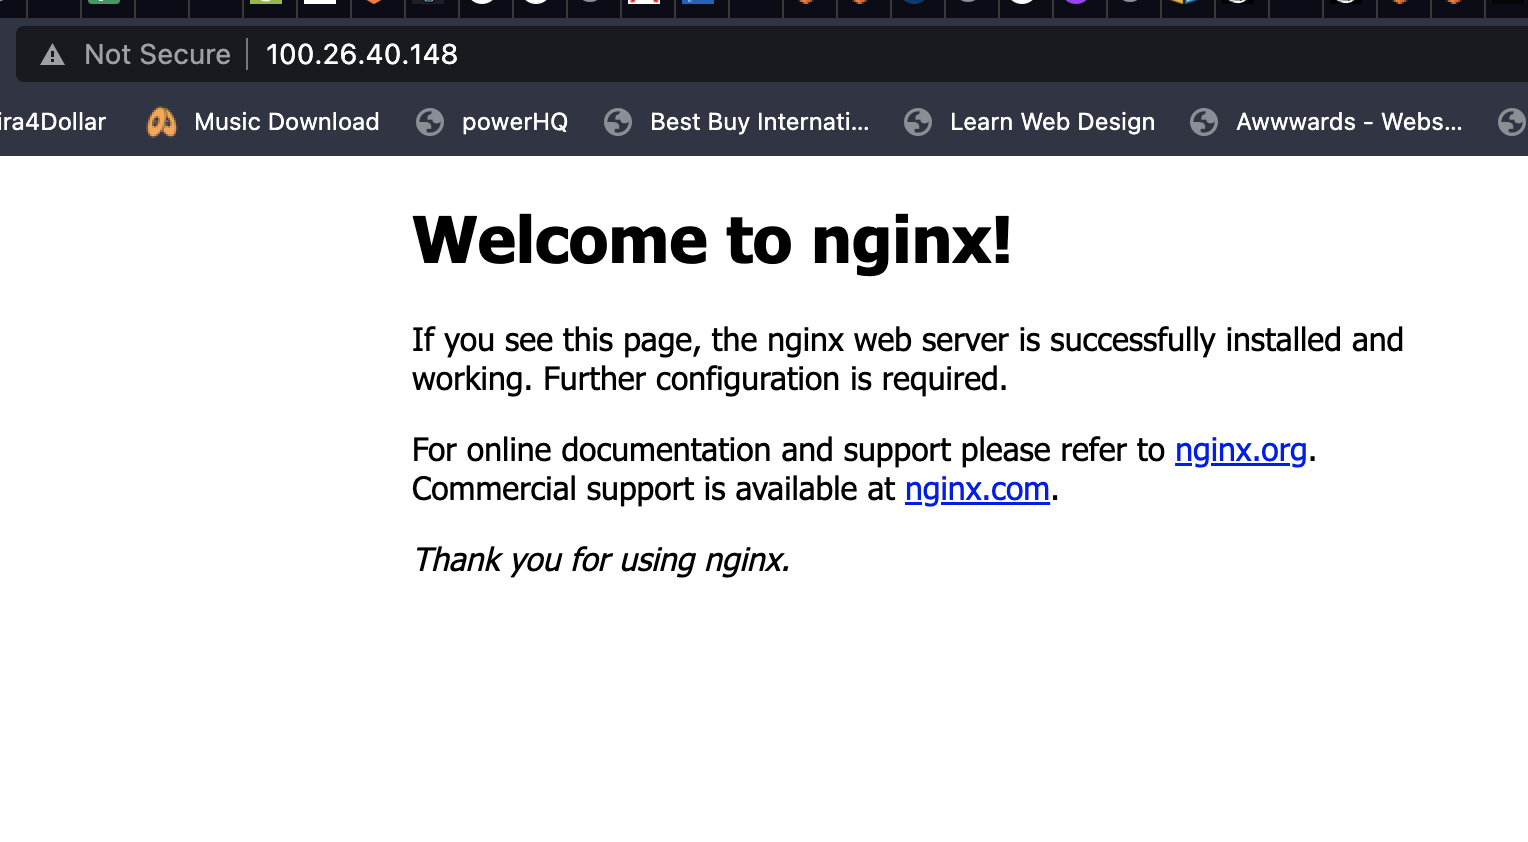 Not Secure 100.26.40.148
ira4Dollar Music Download powerHQ Best Buy Internati... Learn Web Design Awwwards - Webs...
Welcome to nginx!
If you see this page, the nginx web server is successfully installed and
working. Further configuration is required.
For online documentation and support please refer to nginx.org.
Commercial support is available at nginx.com.
Thank you for using nginx.